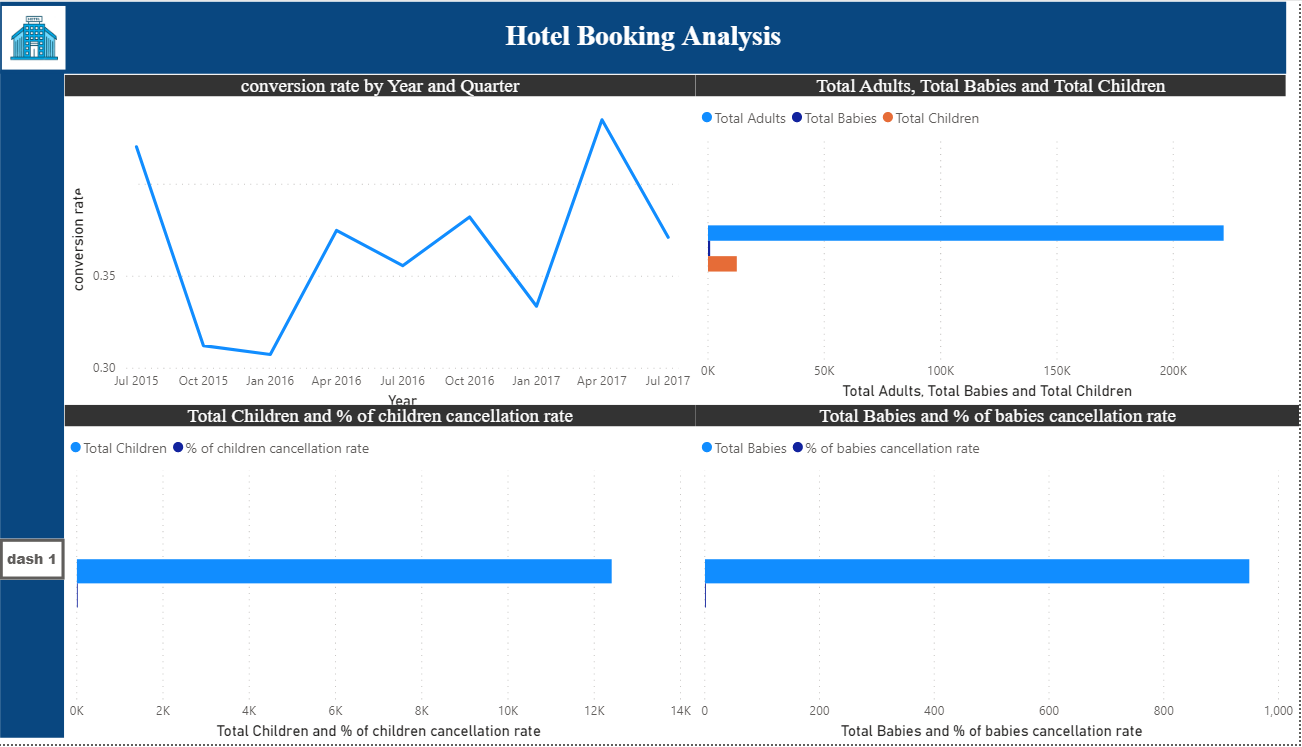 HOTEL
Hotel Booking Analysis
conversion rate by Year and Quarter
conversion rate
0.35
0.30
Jul 2015 Oct 2015 Jan 2016 Apr 2016 Jul 2016 Oct 2016 Jan 2017 Apr 2017 Jul 2017
Year
Total Adults, Total Babies and Total Children
Total Adults Total Babies Total Children
0K 50K 100K 150K 200K
Total Adults, Total Babies and Total Children
Total Children and % of children cancellation rate
Total Children % of children cancellation rate
0K 2K 4K 6K 8K 10K 12K 14K
Total Children and % of children cancellation rate
Total Babies and % of babies cancellation rate
Total Babies % of babies cancellation rate
0 200 400 600 800 1,000
Total Babies and % of babies cancellation rate
dash 1